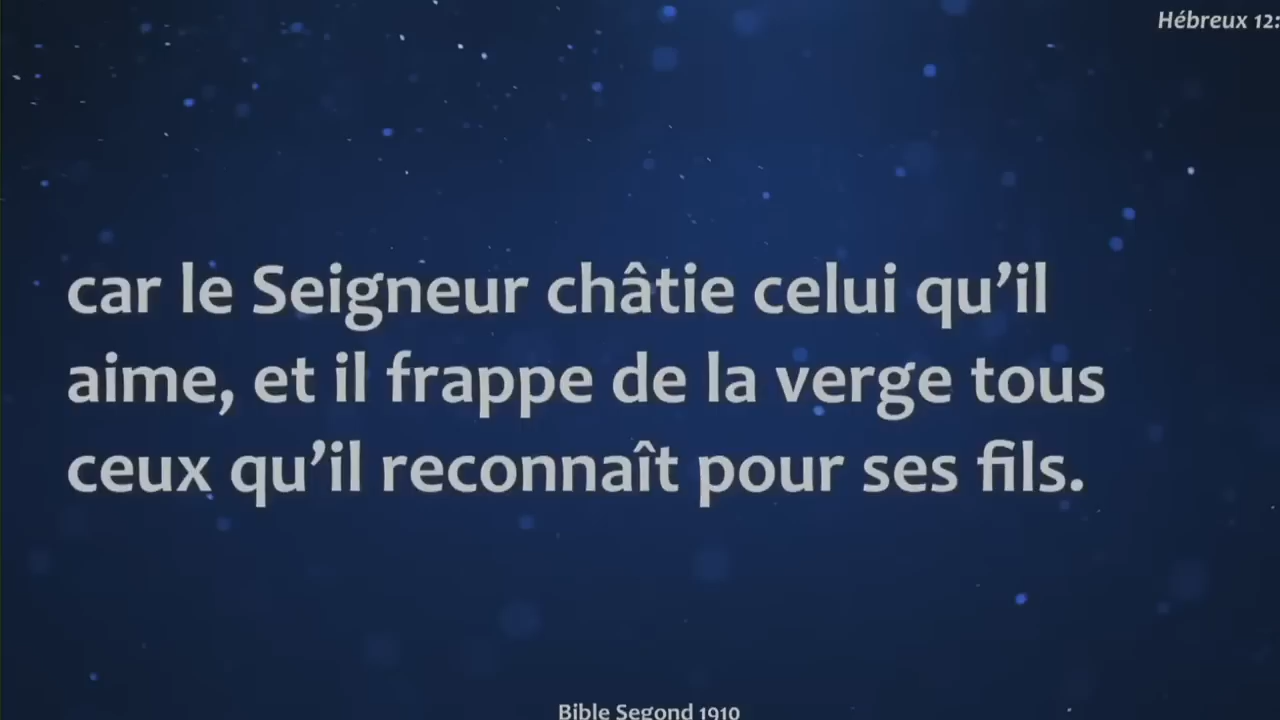 Hébreux 12:
car le Seigneur châtie celui qu’il
aime, et il frappe de la verge tous
ceux qu’il reconnaît pour ses fils.
Bible Segond 1910